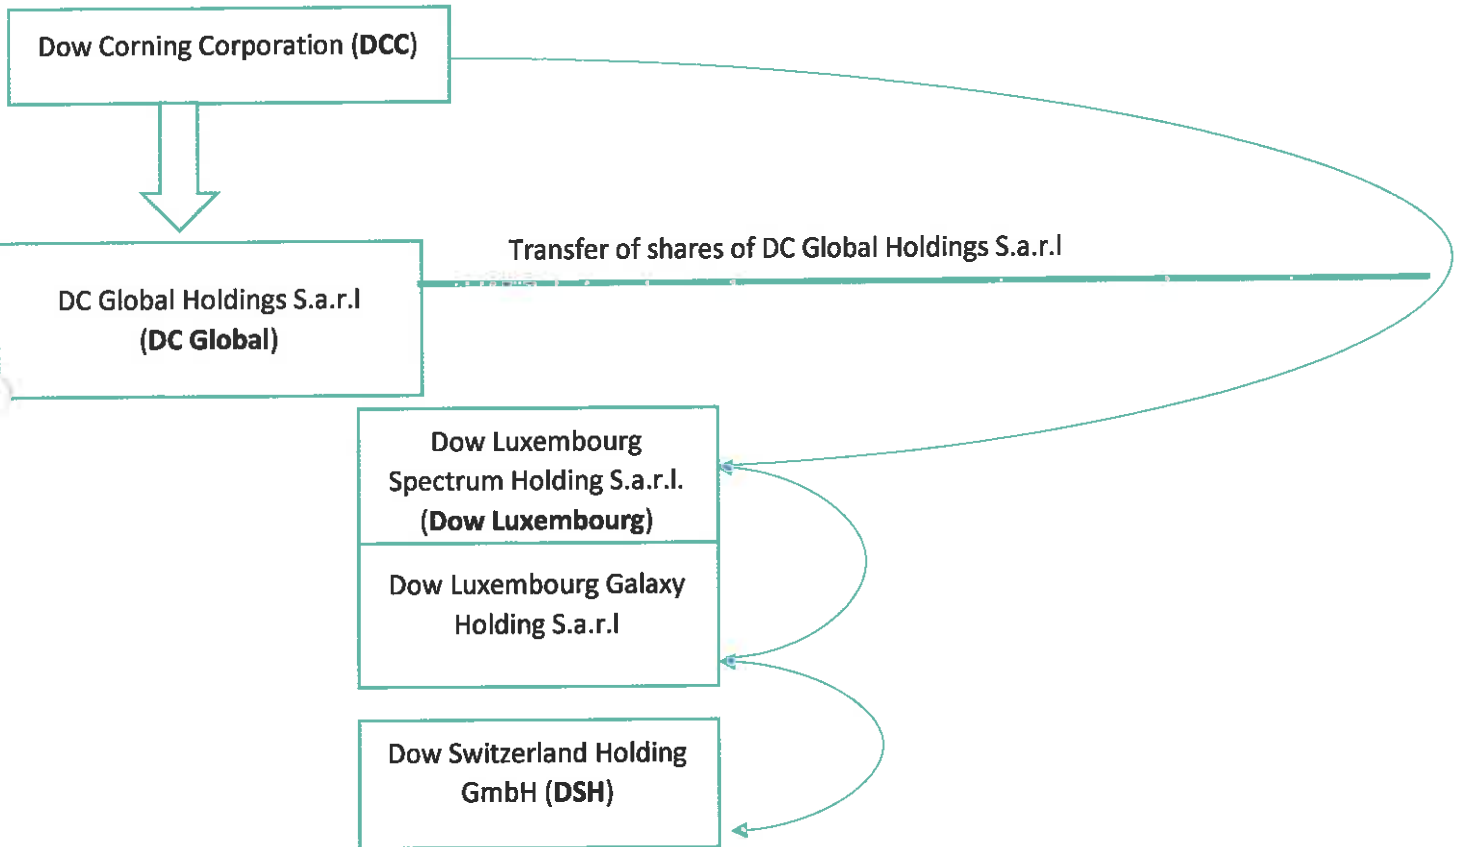 Dow Corning Corporation (DCC)
Transfer of shares of DC Global Holdings S.a.r.l
DC Global Holdings S.a.r.l
(DC Global)
Dow Luxembourg
Spectrum Holding S.a.r.l.
(Dow Luxembourg)
Dow Luxembourg Galaxy
Holding S.a.r.l
Dow Switzerland Holding
GmbH (DSH)